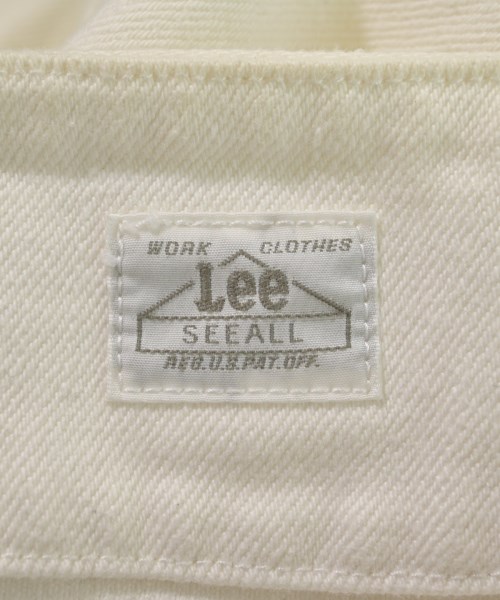 WORK CLOTHES
Lee
SEEALL
REG.U.S.PAT.OFF.